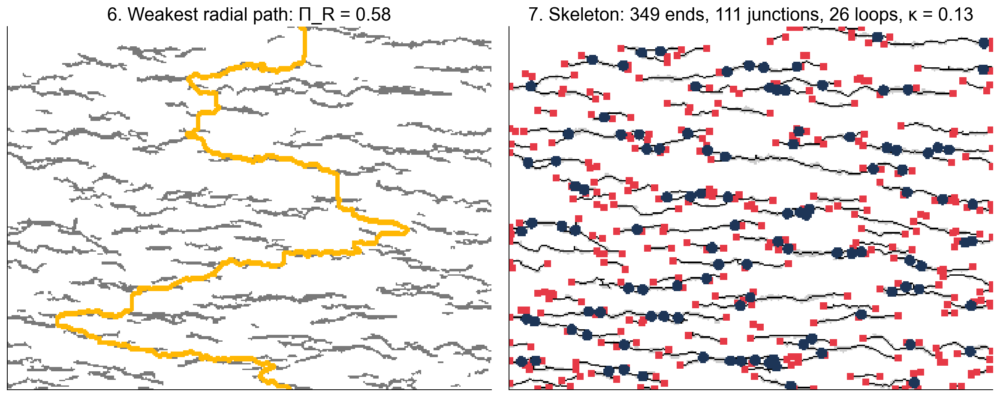 6. Weakest radial path: Π_R = 0.58
7. Skeleton: 349 ends, 111 junctions, 26 loops, κ = 0.13